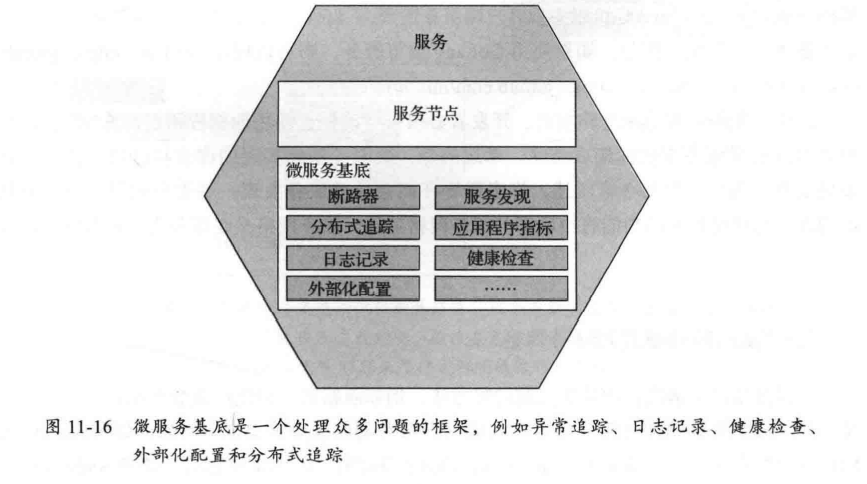 服务
服务节点
微服务基底
断路器 服务发现
分布式追踪 应用程序指标
日志记录 健康检查
外部化配置 ……
图 11-16 微服务基底是一个处理众多问题的框架，例如异常追踪、日志记录、健康检查、
外部化配置和分布式追踪